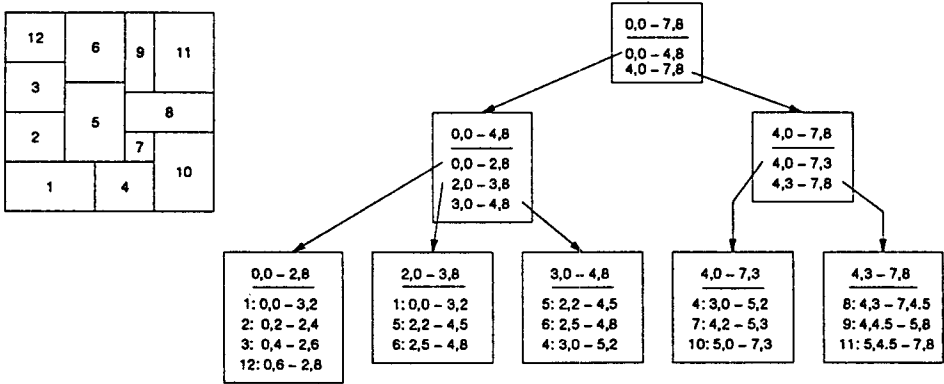 12
6
9
11
3
8
5
2
7
10
1
4
0,0 – 7,8
0,0 – 4,8
4,0 – 7,8
0,0 – 4,8
0,0 – 2,8
2,0 – 3,8
3,0 – 4,8
4,0 – 7,8
4,0 – 7,3
4,3 – 7,8
0,0 – 2,8
1: 0,0 – 3,2
2: 0,2 – 2,4
3: 0,4 – 2,6
12: 0,6 – 2,8
2,0 – 3,8
1: 0,0 – 3,2
5: 2,2 – 4,5
6: 2,5 – 4,8
3,0 – 4,8
5: 2,2 – 4,5
6: 2,5 – 4,8
4: 3,0 – 5,2
4,0 – 7,3
4: 3,0 – 5,2
7: 4,2 – 5,3
10: 5,0 – 7,3
4,3 – 7,8
8: 4,3 – 7,4.5
9: 4,4.5 – 5,8
11: 5,4.5 – 7,8